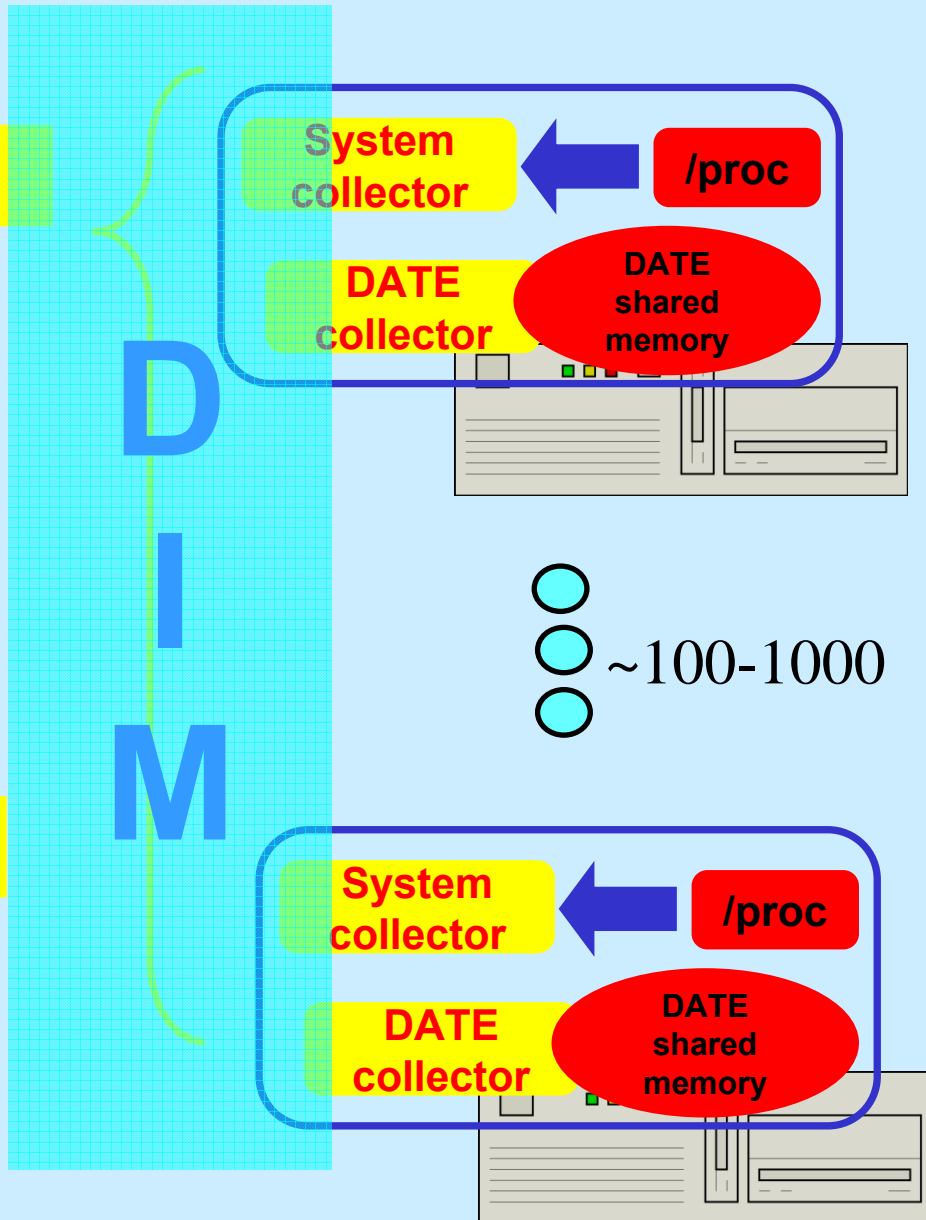 System
collector
/proc
DATE
collector
DATE
shared
memory
D
I
M
~100-1000
System
collector
/proc
DATE
collector
DATE
shared
memory